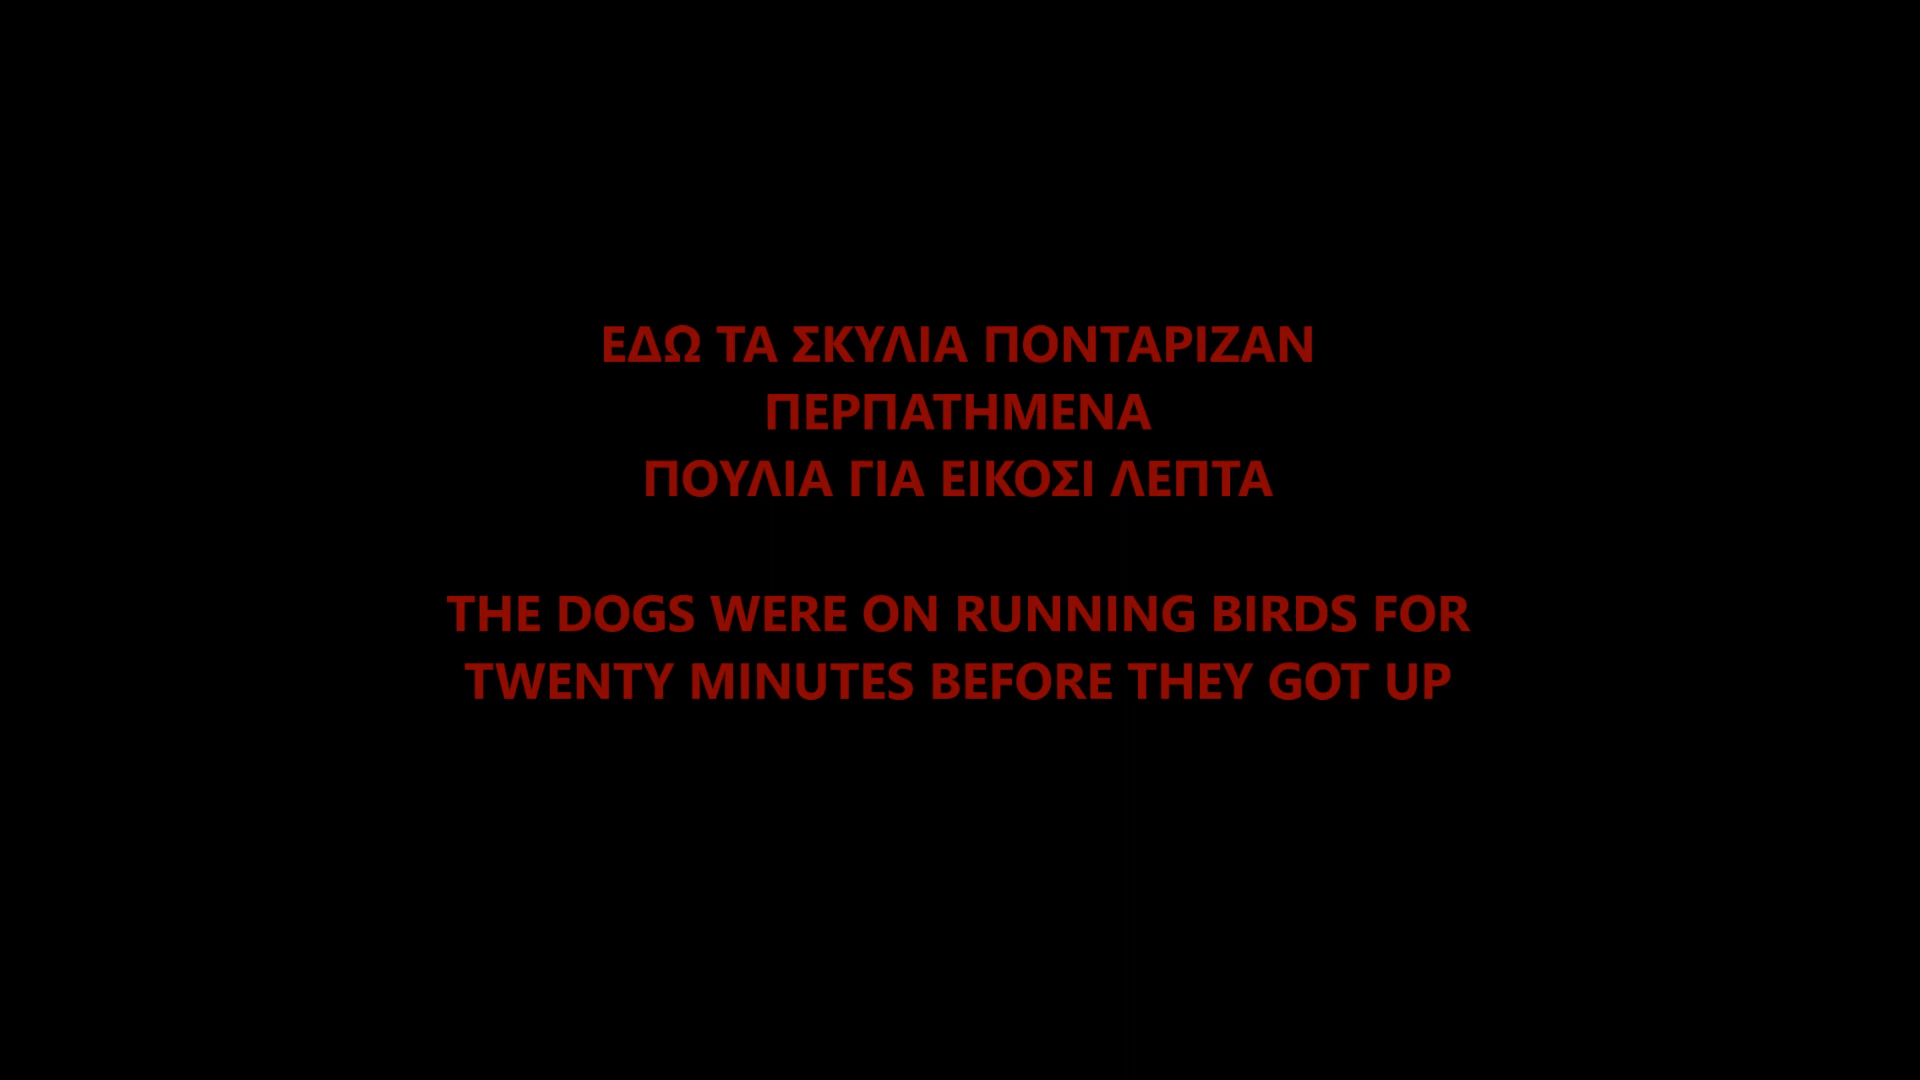 ΕΔΩ ΤΑ ΣΚΥΛΙΑ ΠΟΝΤΑΡΙΖΑΝ
ΠΕΡΠΑΤΗΜΕΝΑ
ΠΟΥΛΙΑ ΓΙΑ ΕΙΚΟΣΙ ΛΕΠΤΑ
THE DOGS WERE ON RUNNING BIRDS FOR
TWENTY MINUTES BEFORE THEY GOT UP